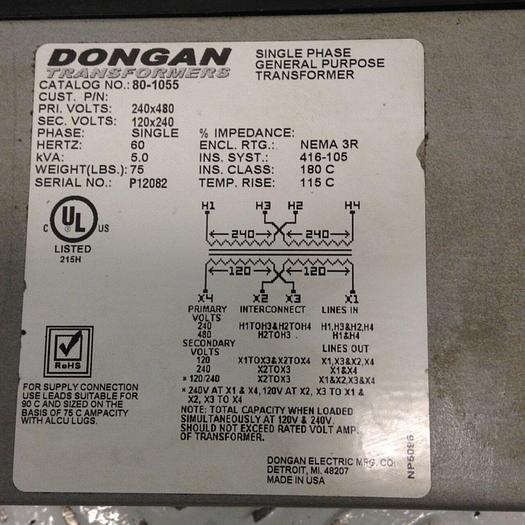 DONGAN
TRANSFORMERS
SINGLE PHASE
GENERAL PURPOSE
TRANSFORMER
CATALOG NO.: 80-1055
CUST. P/N:
PRI. VOLTS: 240x480
SEC. VOLTS: 120x240
PHASE: SINGLE
HERTZ: 60
kVA: 5.0
WEIGHT(LBS.): 75
SERIAL NO.: P12082
% IMPEDANCE:
ENCL. RTG.: NEMA 3R
INS. SYST.: 416-105
INS. CLASS: 180 C
TEMP. RISE: 115 C
C UL US
LISTED
215H
H1 H3 H2 H4
240 240
120 120
X4 X2 X3 X1
PRIMARY VOLTS INTERCONNECT LINES IN
240 H1TOH3&H2TOH4 H1,H3&H2,H4
480 H2TOH3 H1&H4
SECONDARY VOLTS LINES OUT
120 X1TOX3&X2TOX4 X1,X3&X2,X4
240 X2TOX3 X1&X4
* 120/240 X2TOX3 X1&X2,X3&X4
* 240V AT X1 & X4, 120V AT X2, X3 TO X1 &
X2, X3 TO X4
NOTE: TOTAL CAPACITY WHEN LOADED
SIMULTANEOUSLY AT 120V & 240V.
SHOULD NOT EXCEED RATED VOLT AMP
OF TRANSFORMER.
RoHS
FOR SUPPLY CONNECTION
USE LEADS SUITABLE FOR
90 C AND SIZED ON THE
BASIS OF 75 C AMPACITY
WITH ALCU LUGS.
DONGAN ELECTRIC MFG. CO.
DETROIT, MI. 48207
MADE IN USA